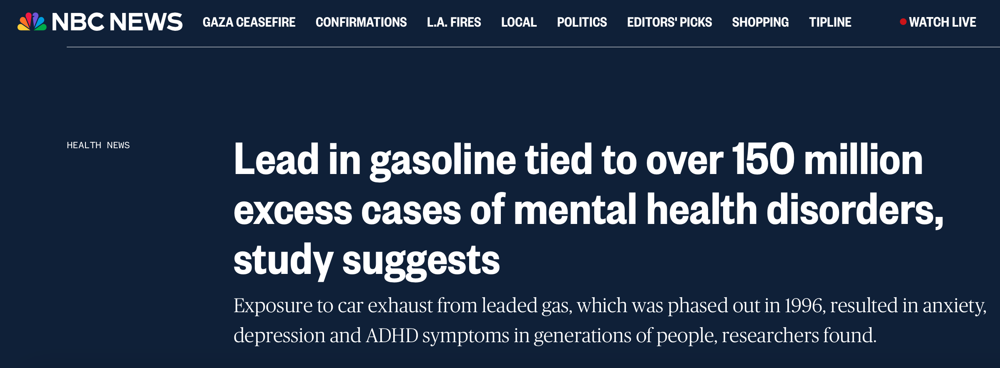 NBC NEWS GAZA CEASEFIRE CONFIRMATIONS L.A. FIRES LOCAL POLITICS EDITORS' PICKS SHOPPING TIPLINE WATCH LIVE
HEALTH NEWS
Lead in gasoline tied to over 150 million
excess cases of mental health disorders,
study suggests
Exposure to car exhaust from leaded gas, which was phased out in 1996, resulted in anxiety,
depression and ADHD symptoms in generations of people, researchers found.